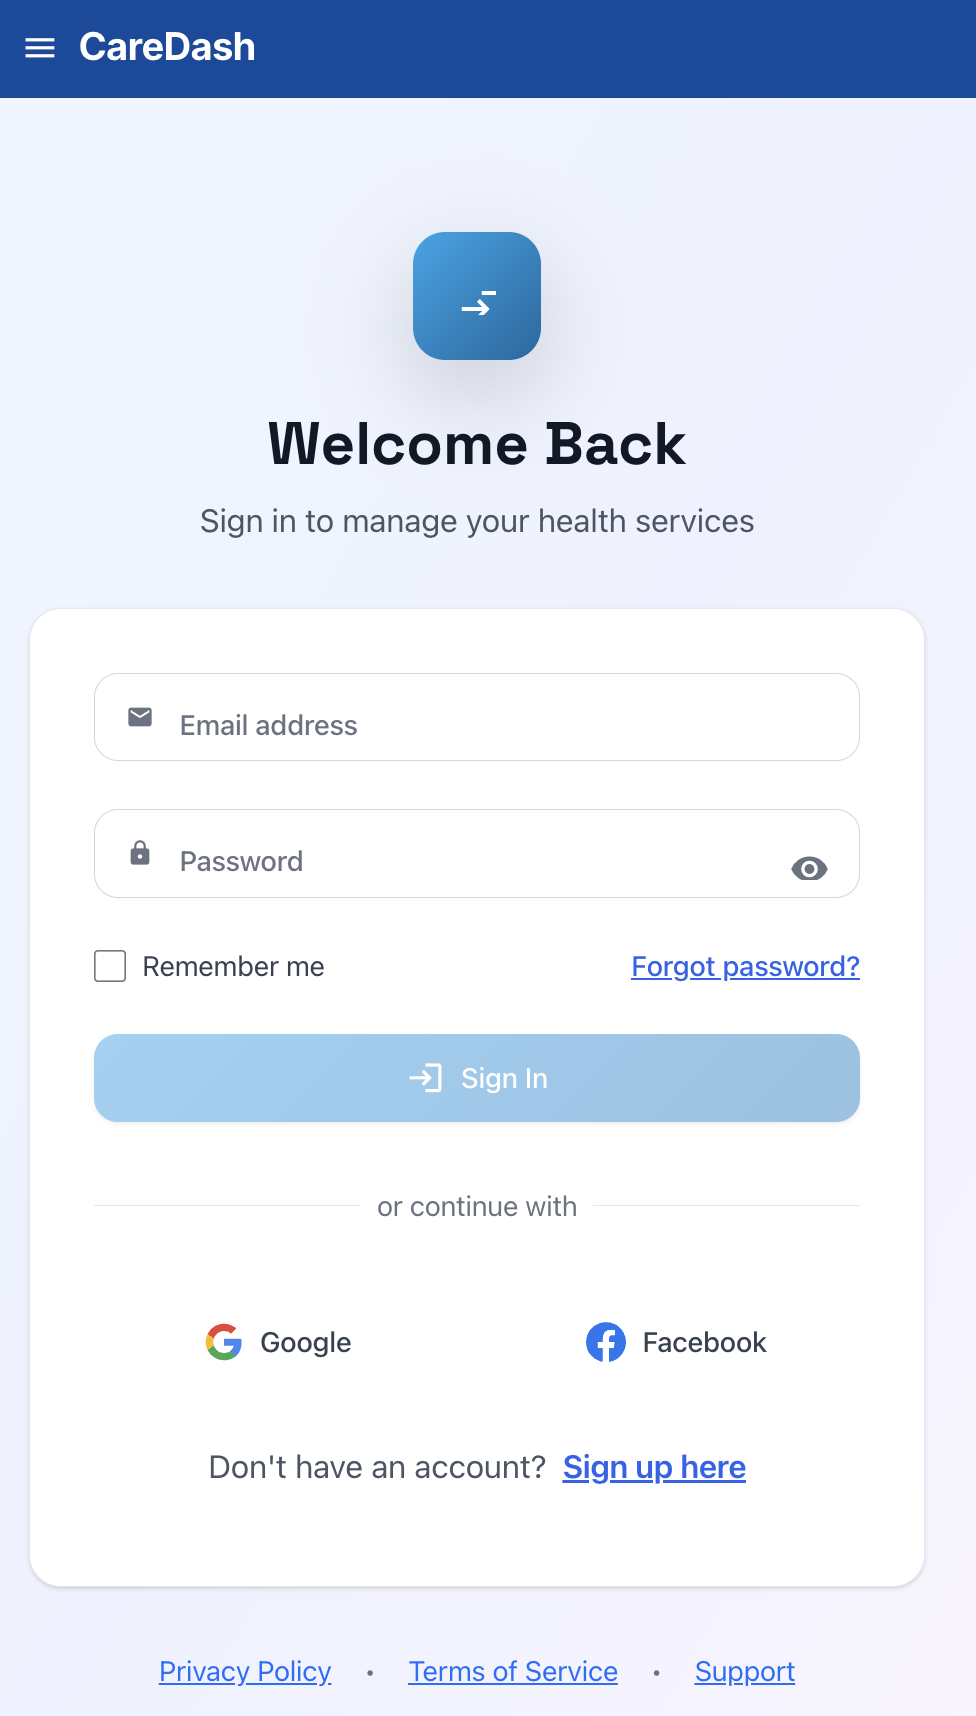 CareDash
Welcome Back
Sign in to manage your health services
Email address
Password
Remember me
Forgot password?
Sign In
or continue with
Google
Facebook
Don't have an account? Sign up here
Privacy Policy • Terms of Service • Support